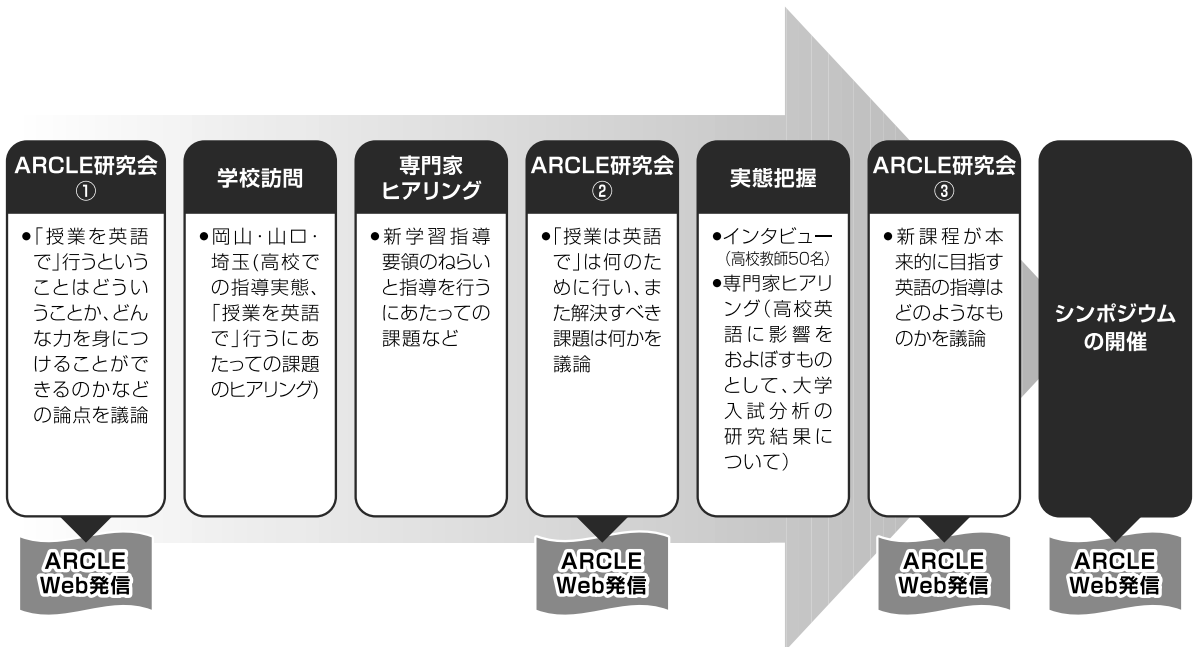 ARCLE研究会
①
●「授業を英語
で」行うという
ことはどうい
うことか、どん
な力を身につ
けることがで
きるのかなど
の論点を議論
ARCLE
Web発信
学校訪問
●岡山・山口・
埼玉(高校で
の指導実態、
「授業を英語
で」行うにあ
たっての課題
のヒアリング)
専門家
ヒアリング
●新学習指導
要領のねらい
と指導を行う
にあたっての
課題など
ARCLE研究会
②
●「授業は英語
で」は何のた
めに行い、ま
た解決すべき
課題は何かを
議論
ARCLE
Web発信
実態把握
●インタビュー
(高校教師50名)
●専門家ヒアリ
ング(高校英
語に影響を
およぼすもの
として、大学
入試分析の
研究結果に
ついて)
ARCLE研究会
③
●新課程が本
来的に目指す
英語の指導は
どのようなも
のかを議論
ARCLE
Web発信
シンポジウム
の開催
ARCLE
Web発信